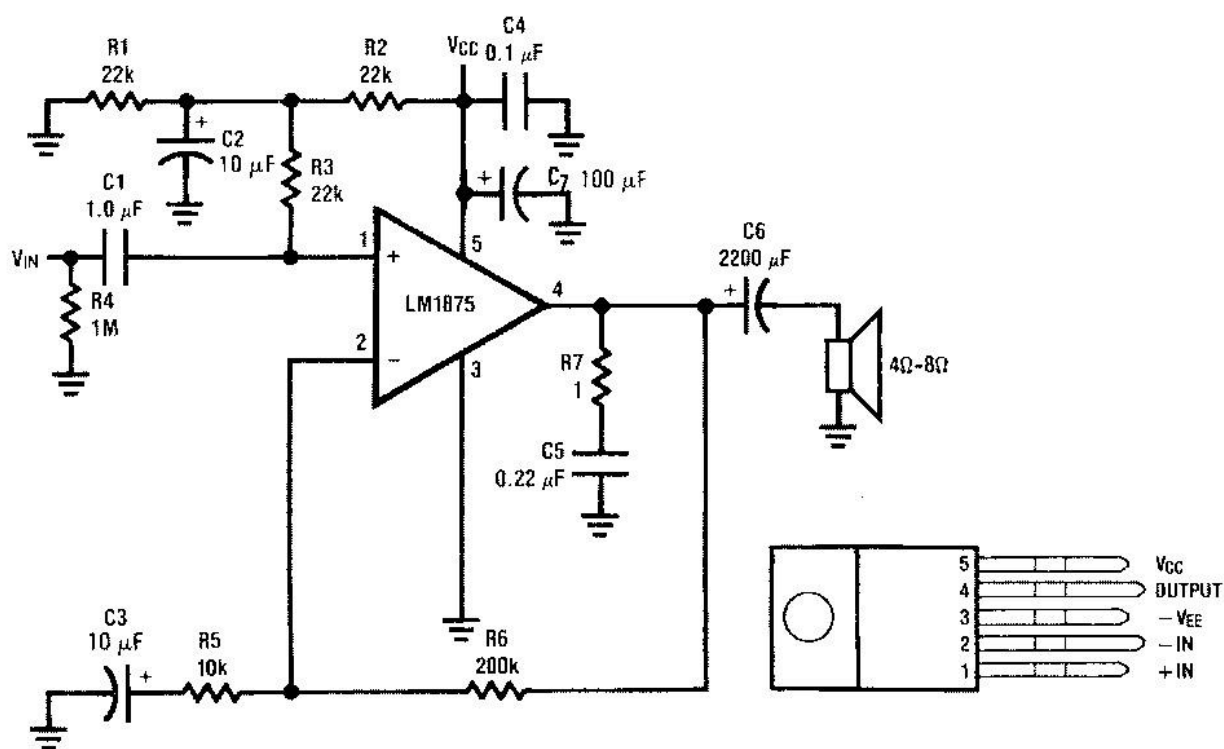 R1
22k
R2
22k
VCC
C4
0.1 µF
C2
10 µF
R3
22k
C7 100 µF
C1
1.0 µF
VIN
R4
1M
1
+
5
LM1875
4
2
−
3
C6
2200 µF
R7
1
4Ω-8Ω
C5
0.22 µF
C3
10 µF
R5
10k
R6
200k
5 VCC
4 OUTPUT
3 −VEE
2 −IN
1 +IN